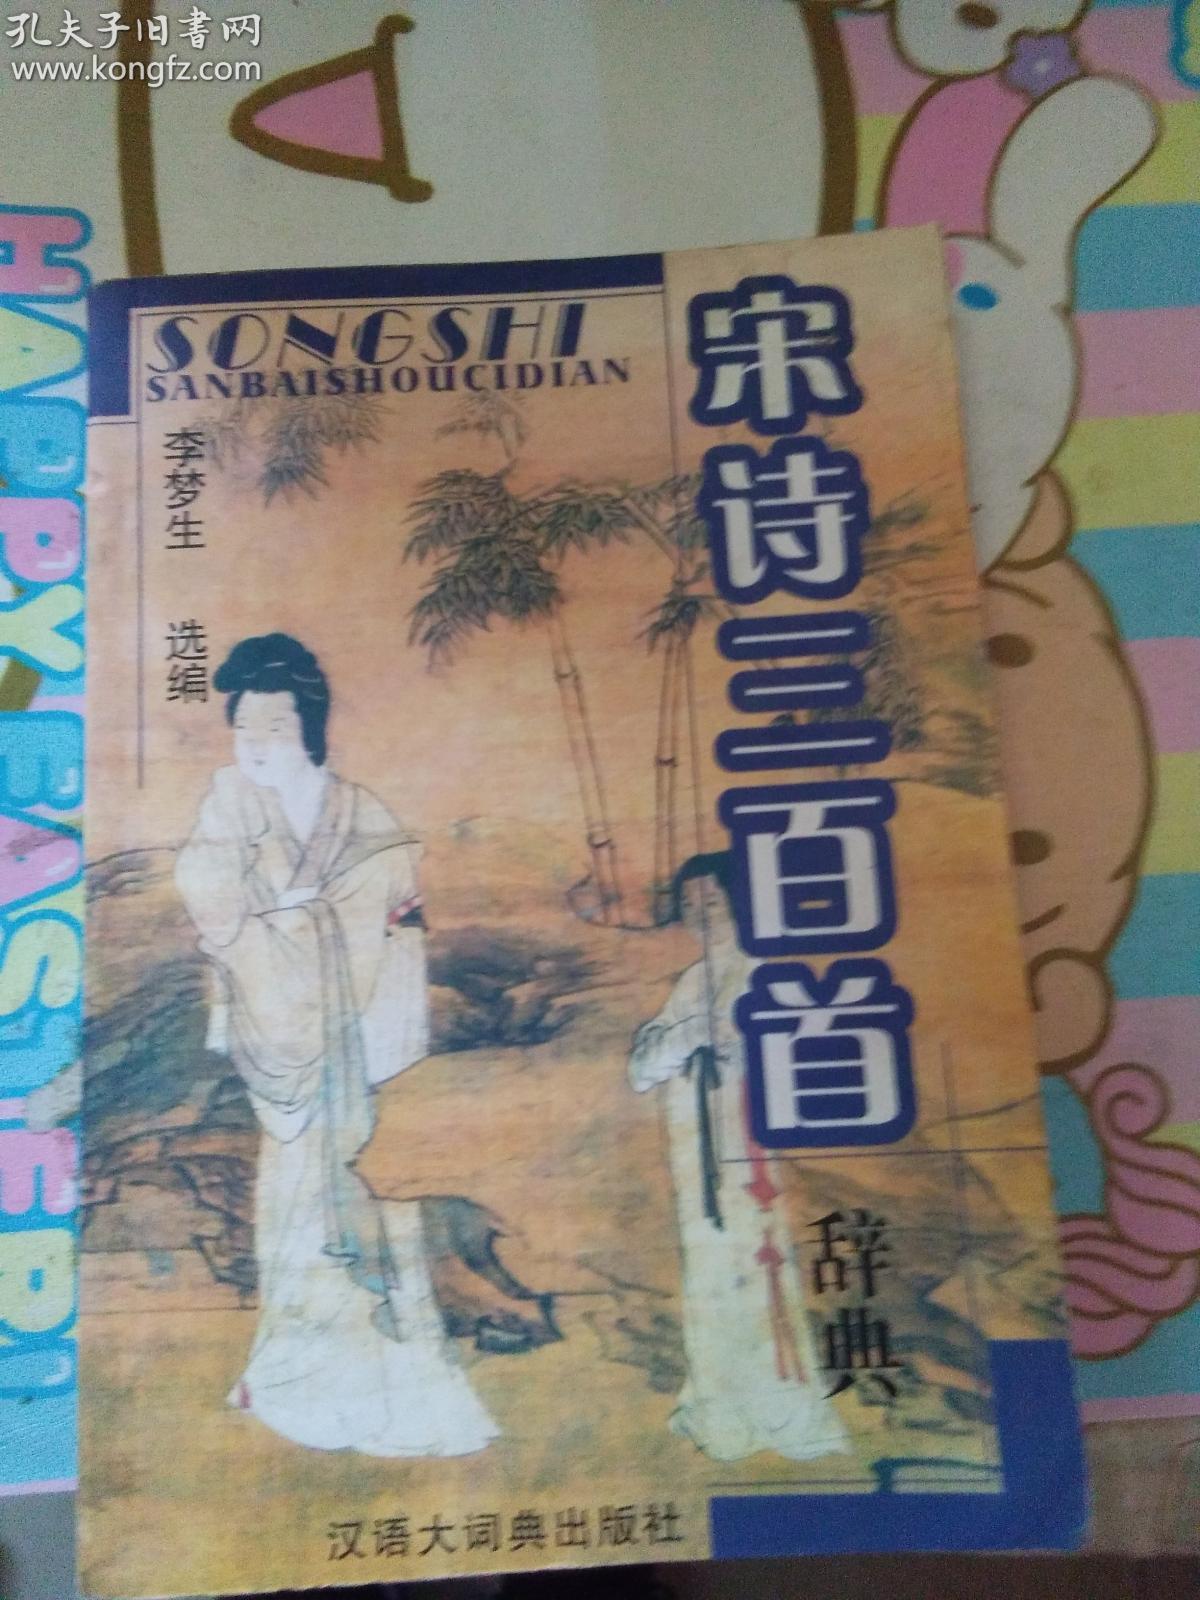 孔夫子旧书网
www.kongfz.com
HAPPY EASTER!
SONGSHI
SANBAISHOUCIDIAN
宋诗三百首
辞典
李梦生 选编
汉语大词典出版社